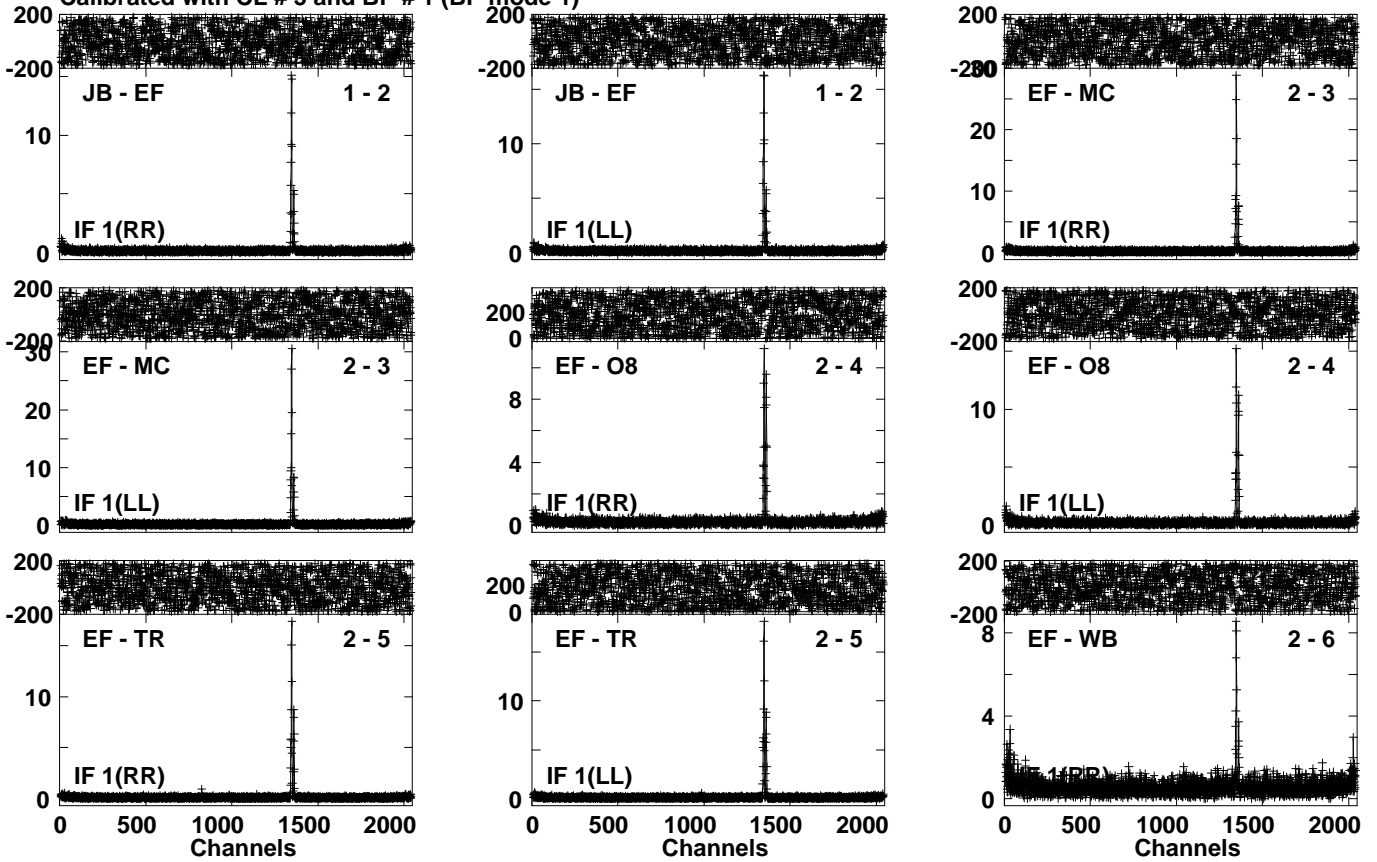 Calibrated with CL # 5 and BP # 1 (BP mode 1)
200
-200
JB - EF 1 - 2
10
IF 1(RR)
0
200
-200
JB - EF 1 - 2
10
IF 1(LL)
0
200
-200
30
EF - MC 2 - 3
20
10
IF 1(RR)
0
200
-200
30
EF - MC 2 - 3
20
10
IF 1(LL)
0
200
0
EF - O8 2 - 4
8
4
IF 1(RR)
0
200
-200
EF - O8 2 - 4
10
IF 1(LL)
0
200
-200
EF - TR 2 - 5
10
IF 1(RR)
0
0 500 1000 1500 2000
Channels
200
0
EF - TR 2 - 5
10
IF 1(LL)
0
0 500 1000 1500 2000
Channels
200
-200
8
EF - WB 2 - 6
4
IF 1(RR)
0
0 500 1000 1500 2000
Channels